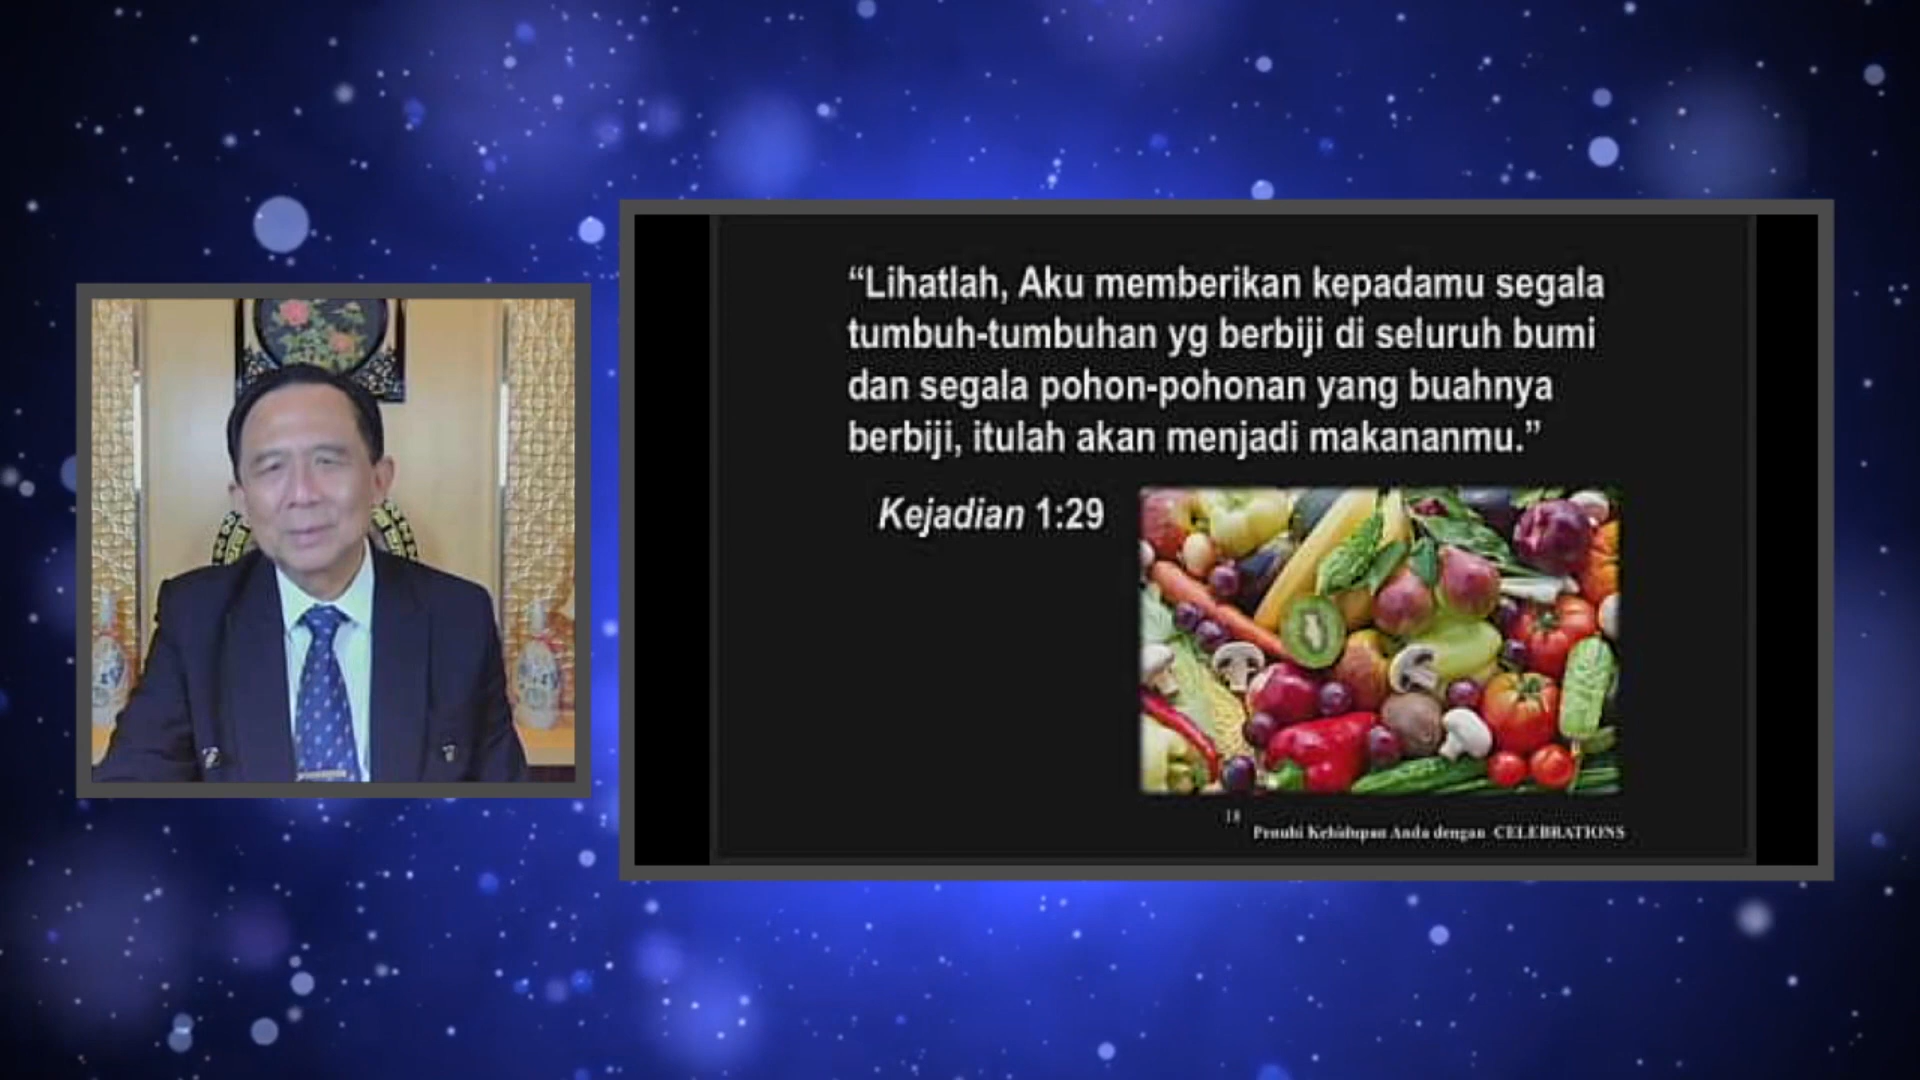 “Lihatlah, Aku memberikan kepadamu segala
tumbuh-tumbuhan yg berbiji di seluruh bumi
dan segala pohon-pohonan yang buahnya
berbiji, itulah akan menjadi makananmu.”
Kejadian 1:29
18
Penuhi Kehidupan Anda dengan CELEBRATIONS